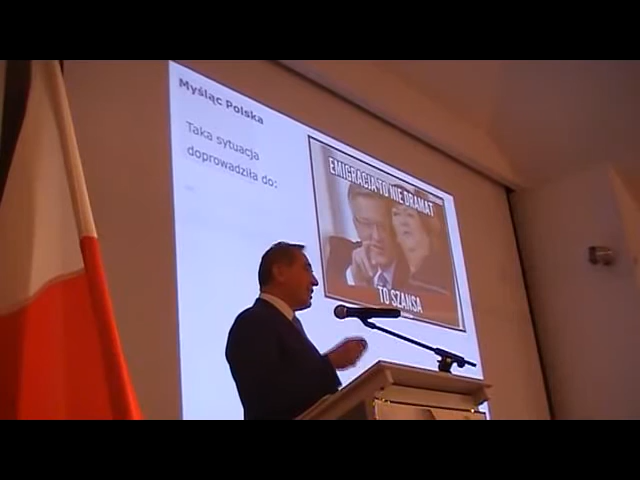 Myśląc Polska
Taka sytuacja
doprowadziła do:
EMIGRACJA TO NIE DRAMAT
TO SZANSA